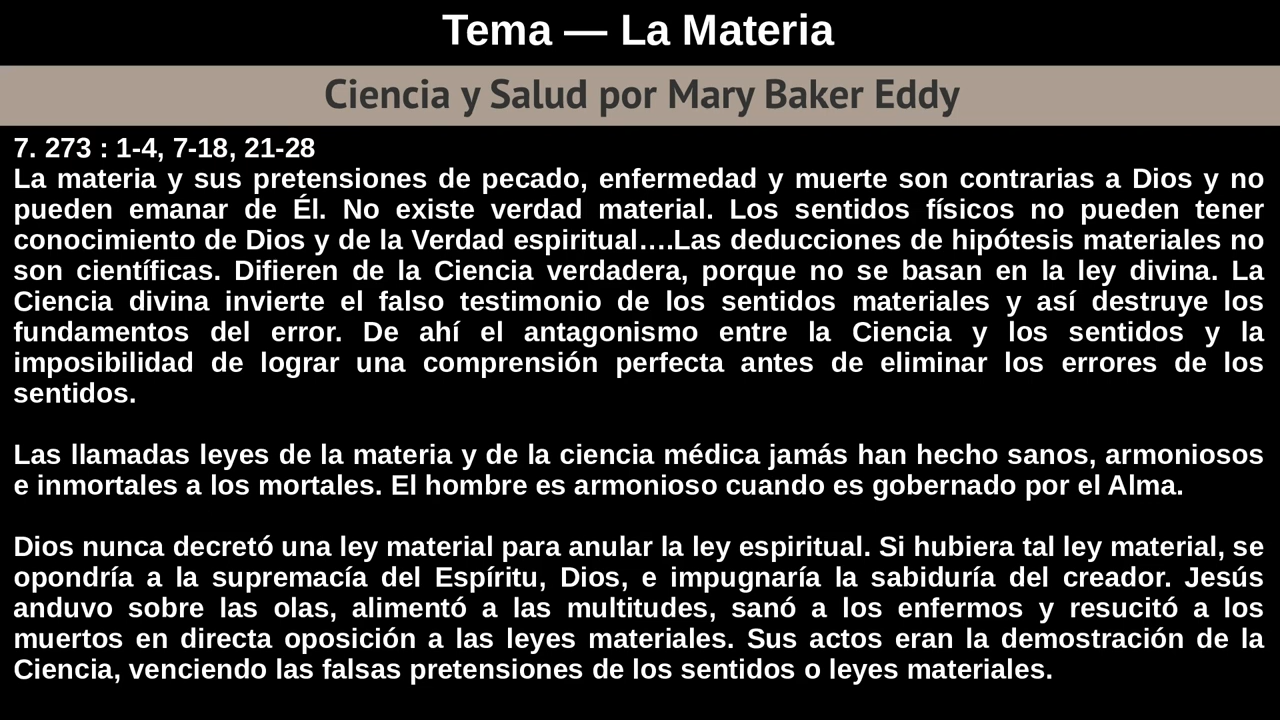 Tema — La Materia
Ciencia y Salud por Mary Baker Eddy
7. 273 : 1-4, 7-18, 21-28
La materia y sus pretensiones de pecado, enfermedad y muerte son contrarias a Dios y no
pueden emanar de Él. No existe verdad material. Los sentidos físicos no pueden tener
conocimiento de Dios y de la Verdad espiritual….Las deducciones de hipótesis materiales no
son científicas. Difieren de la Ciencia verdadera, porque no se basan en la ley divina. La
Ciencia divina invierte el falso testimonio de los sentidos materiales y así destruye los
fundamentos del error. De ahí el antagonismo entre la Ciencia y los sentidos y la
imposibilidad de lograr una comprensión perfecta antes de eliminar los errores de los
sentidos.
Las llamadas leyes de la materia y de la ciencia médica jamás han hecho sanos, armoniosos
e inmortales a los mortales. El hombre es armonioso cuando es gobernado por el Alma.
Dios nunca decretó una ley material para anular la ley espiritual. Si hubiera tal ley material, se
opondría a la supremacía del Espíritu, Dios, e impugnaría la sabiduría del creador. Jesús
anduvo sobre las olas, alimentó a las multitudes, sanó a los enfermos y resucitó a los
muertos en directa oposición a las leyes materiales. Sus actos eran la demostración de la
Ciencia, venciendo las falsas pretensiones de los sentidos o leyes materiales.